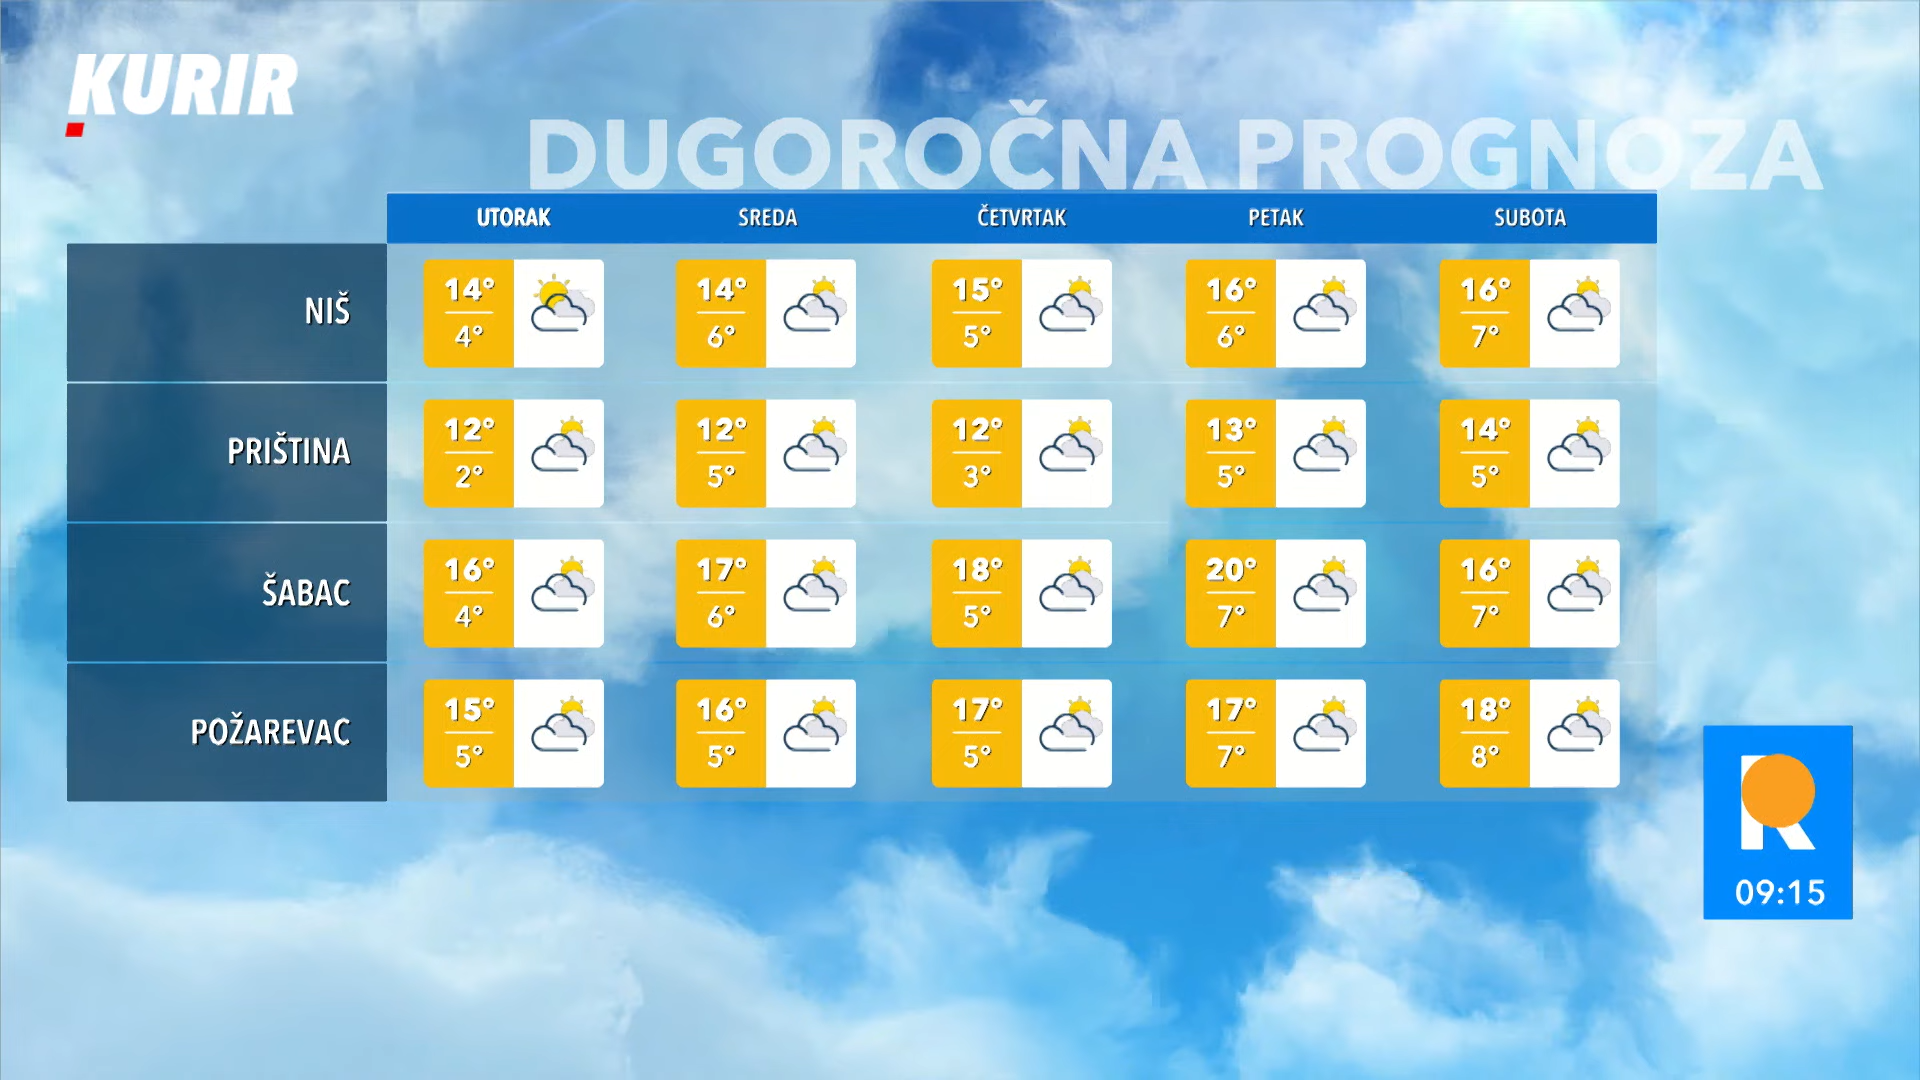 KURIR
DUGOROČNA PROGNOZA
UTORAK SREDA ČETVRTAK PETAK SUBOTA
NIŠ 14° 14° 15° 16° 16°
4° 6° 5° 6° 7°
PRIŠTINA 12° 12° 12° 13° 14°
2° 5° 3° 5° 5°
ŠABAC 16° 17° 18° 20° 16°
4° 6° 5° 7° 7°
POŽAREVAC 15° 16° 17° 17° 18°
5° 5° 5° 7° 8°
R
09:15